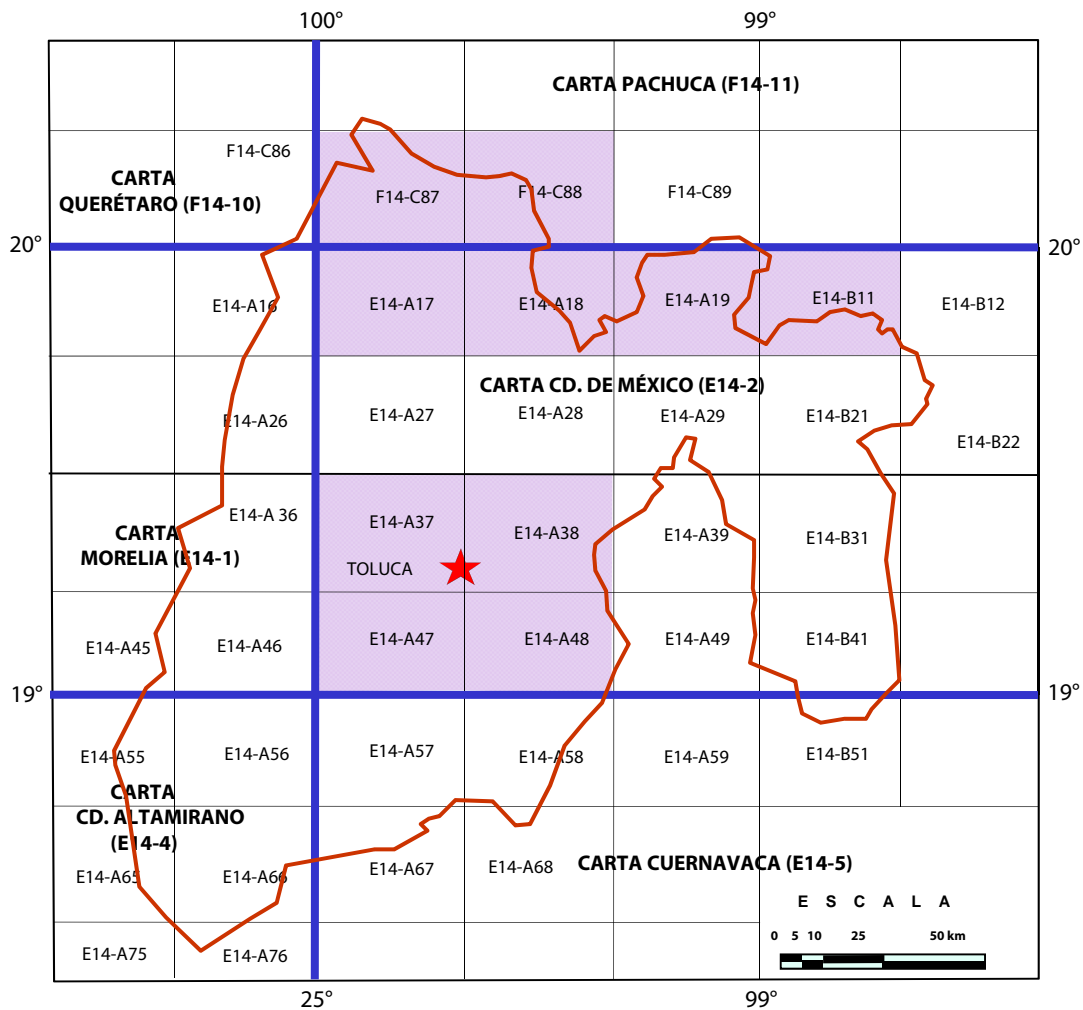 100°
99°
CARTA PACHUCA (F14-11)
F14-C86
CARTA
QUERÉTARO (F14-10)
F14-C87
F14-C88
F14-C89
20°
20°
E14-A16
E14-A17
E14-A18
E14-A19
E14-B11
E14-B12
CARTA CD. DE MÉXICO (E14-2)
E14-A26
E14-A27
E14-A28
E14-A29
E14-B21
E14-B22
E14-A 36
E14-A37
E14-A38
E14-A39
E14-B31
CARTA
MORELIA (E14-1)
TOLUCA
E14-A45
E14-A46
E14-A47
E14-A48
E14-A49
E14-B41
19°
19°
E14-A55
E14-A56
E14-A57
E14-A58
E14-A59
E14-B51
CARTA
CD. ALTAMIRANO
(E14-4)
E14-A65
E14-A66
E14-A67
E14-A68
CARTA CUERNAVACA (E14-5)
E S C A L A
0 5 10 25 50 km
E14-A75
E14-A76
25°
99°